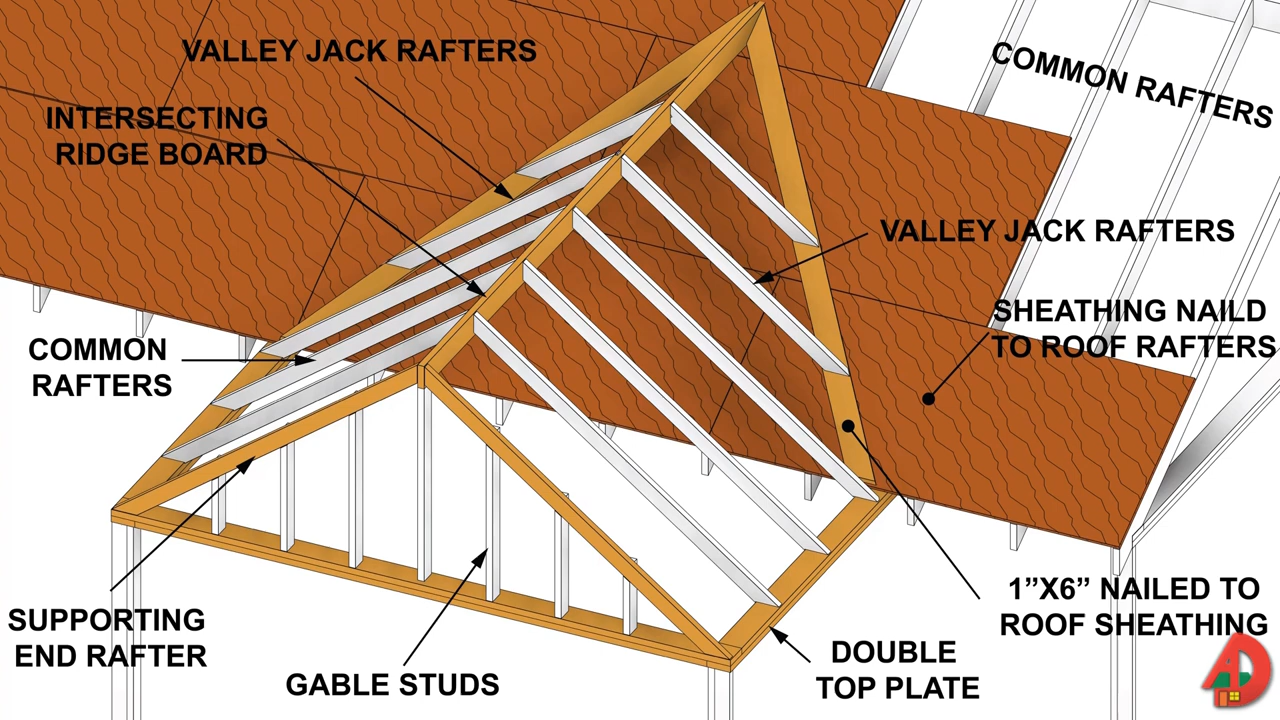 VALLEY JACK RAFTERS
INTERSECTING
RIDGE BOARD
COMMON RAFTERS
VALLEY JACK RAFTERS
SHEATHING NAILD
TO ROOF RAFTERS
COMMON
RAFTERS
1”X6” NAILED TO
ROOF SHEATHING
SUPPORTING
END RAFTER
GABLE STUDS
DOUBLE
TOP PLATE
AD